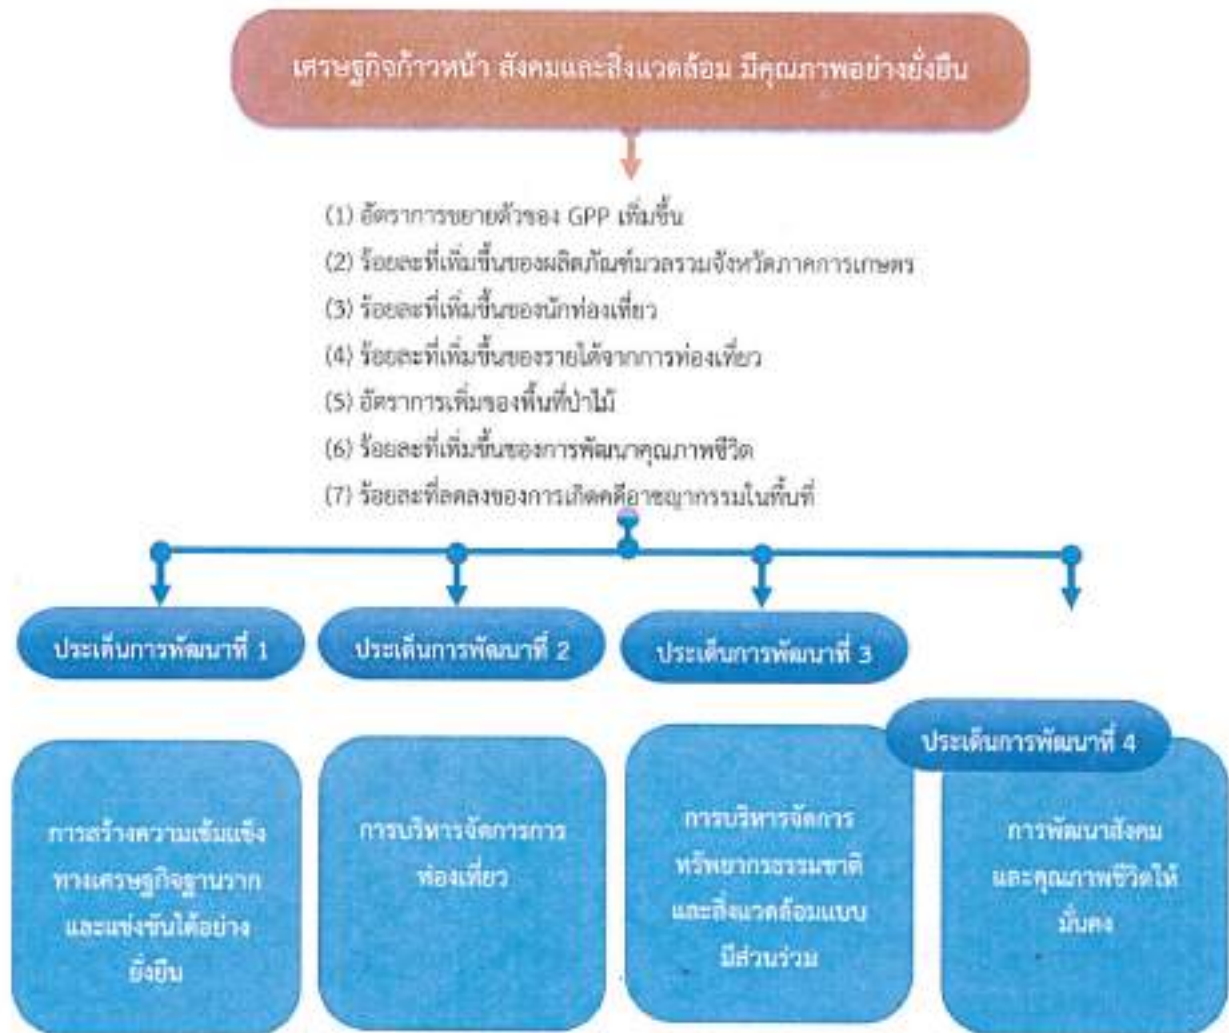 เศรษฐกิจก้าวหน้า สังคมและสิ่งแวดล้อม มีคุณภาพอย่างยั่งยืน
(1) อัตราการขยายตัวของ GPP เพิ่มขึ้น
(2) ร้อยละที่เพิ่มขึ้นของผลิตภัณฑ์มวลรวมจังหวัดภาคการเกษตร
(3) ร้อยละที่เพิ่มขึ้นของนักท่องเที่ยว
(4) ร้อยละที่เพิ่มขึ้นของรายได้จากการท่องเที่ยว
(5) อัตราการเพิ่มของพื้นที่ป่าไม้
(6) ร้อยละที่เพิ่มขึ้นของการพัฒนาคุณภาพชีวิต
(7) ร้อยละที่ลดลงของการเกิดคดีอาชญากรรมในพื้นที่
ประเด็นการพัฒนาที่ 1
การสร้างความเข้มแข็ง
ทางเศรษฐกิจฐานราก
และแข่งขันได้อย่าง
ยั่งยืน
ประเด็นการพัฒนาที่ 2
การบริหารจัดการการ
ท่องเที่ยว
ประเด็นการพัฒนาที่ 3
การบริหารจัดการ
ทรัพยากรธรรมชาติ
และสิ่งแวดล้อมแบบ
มีส่วนร่วม
ประเด็นการพัฒนาที่ 4
การพัฒนาสังคม
และคุณภาพชีวิตให้
มั่นคง